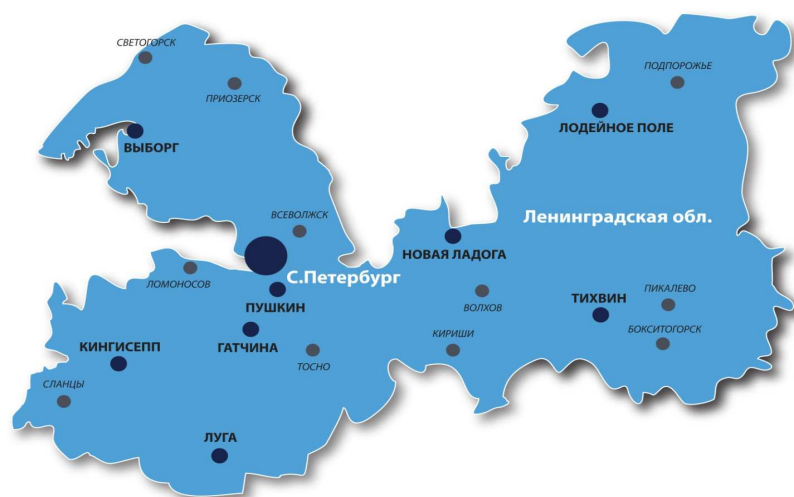 СВЕТОГОРСК
ПОДПОРОЖЬЕ
ПРИОЗЕРСК
ЛОДЕЙНОЕ ПОЛЕ
ВЫБОРГ
Ленинградская обл.
ВСЕВОЛЖСК
НОВАЯ ЛАДОГА
С.Петербург
ЛОМОНОСОВ
ПУШКИН
ВОЛХОВ
ТИХВИН
ПИКАЛЕВО
БОКСИТОГОРСК
КИРИШИ
КИНГИСЕПП
ГАТЧИНА
ТОСНО
СЛАНЦЫ
ЛУГА